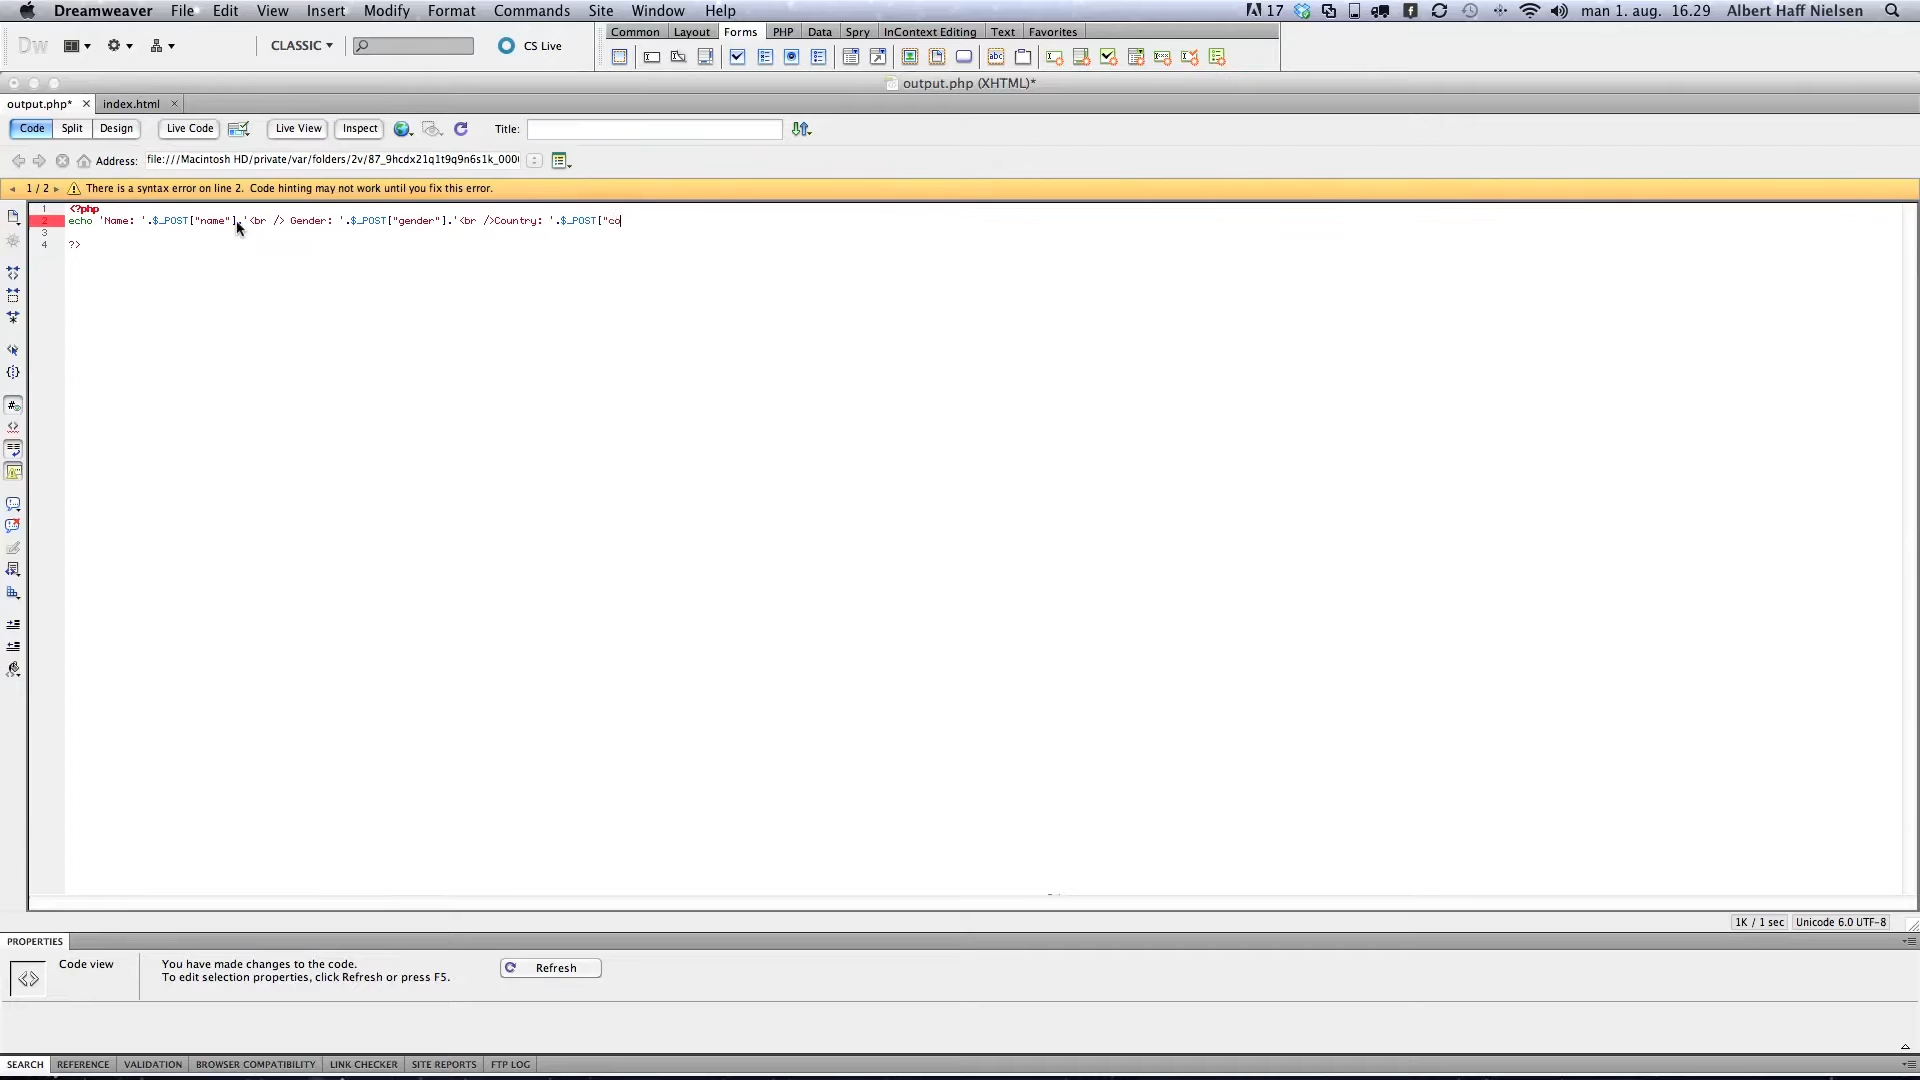 Dreamweaver File Edit View Insert Modify Format Commands Site Window Help 17 man 1. aug. 16.29 Albert Haff Nielsen
Dw CLASSIC CS Live
Common Layout Forms PHP Data Spry InContext Editing Text Favorites
abc
output.php (XHTML)*
output.php* index.html
Code Split Design Live Code Live View Inspect Title:
Address: file:///Macintosh HD/private/var/folders/2v/87_9hcdx21q1t9q9n6s1k_000
1 / 2 There is a syntax error on line 2. Code hinting may not work until you fix this error.
1 <?php
2 echo 'Name: '.$_POST["name"].'<br /> Gender: '.$_POST["gender"].'<br />Country: '.$_POST["co
3
4 ?>
1K / 1 sec Unicode 6.0 UTF-8
PROPERTIES
Code view You have made changes to the code.
To edit selection properties, click Refresh or press F5.
Refresh
SEARCH REFERENCE VALIDATION BROWSER COMPATIBILITY LINK CHECKER SITE REPORTS FTP LOG